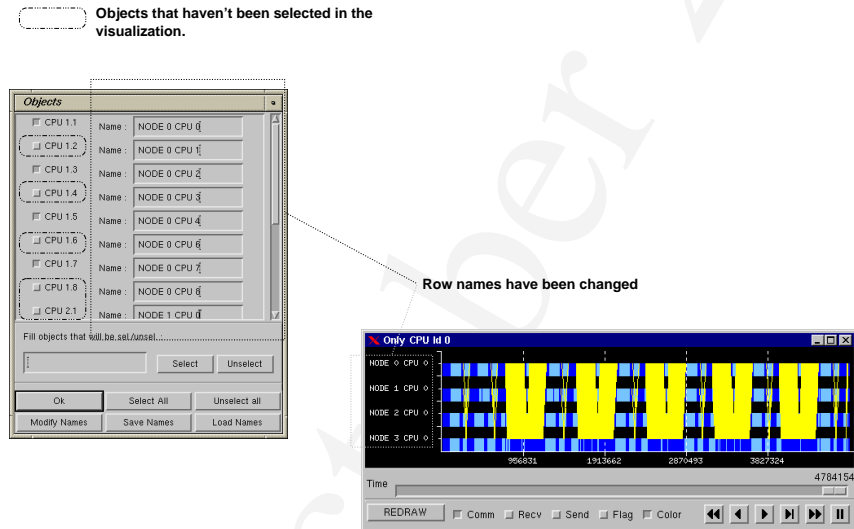 Objects that haven't been selected in the
visualization.
Objects
CPU 1.1 Name : NODE 0 CPU 0
CPU 1.2 Name : NODE 0 CPU 1
CPU 1.3 Name : NODE 0 CPU 2
CPU 1.4 Name : NODE 0 CPU 3
CPU 1.5 Name : NODE 0 CPU 4
CPU 1.6 Name : NODE 0 CPU 6
CPU 1.7 Name : NODE 0 CPU 7
CPU 1.8 Name : NODE 0 CPU 8
CPU 2.1 Name : NODE 1 CPU 0
Fill objects that will be sel./unsel. :
Select Unselect
Ok Select All Unselect all
Modify Names Save Names Load Names
Row names have been changed
Only CPU Id 0
NODE 0 CPU 0
NODE 1 CPU 0
NODE 2 CPU 0
NODE 3 CPU 0
956831 1913662 2870493 3827324
Time 4784154
REDRAW Comm Recv Send Flag Color